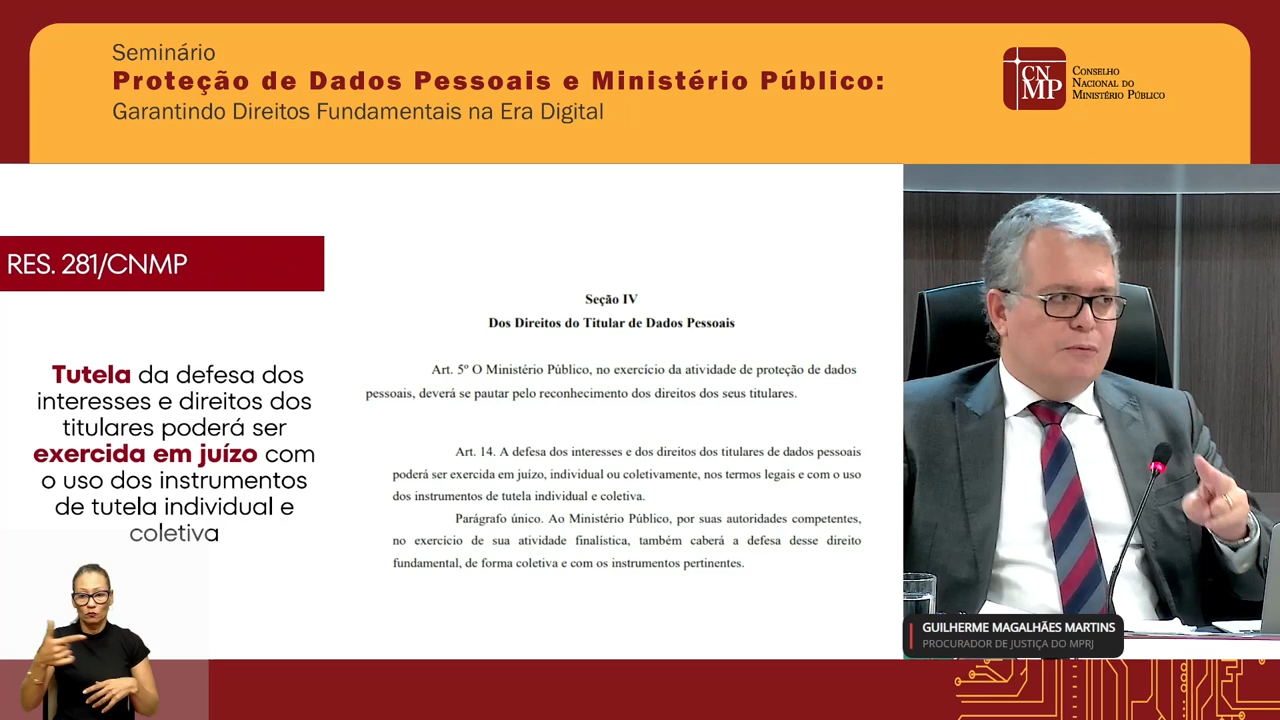 Seminário
Proteção de Dados Pessoais e Ministério Público:
Garantindo Direitos Fundamentais na Era Digital
CN
MP
Conselho
Nacional do
Ministério Público
RES. 281/CNMP
Tutela da defesa dos
interesses e direitos dos
titulares poderá ser
exercida em juízo com
o uso dos instrumentos
de tutela individual e
coletiva
Seção IV
Dos Direitos do Titular de Dados Pessoais
Art. 5º O Ministério Público, no exercício da atividade de proteção de dados
pessoais, deverá se pautar pelo reconhecimento dos direitos dos seus titulares.
Art. 14. A defesa dos interesses e dos direitos dos titulares de dados pessoais
poderá ser exercida em juízo, individual ou coletivamente, nos termos legais e com o uso
dos instrumentos de tutela individual e coletiva.
Parágrafo único. Ao Ministério Público, por suas autoridades competentes,
no exercício de sua atividade finalística, também caberá a defesa desse direito
fundamental, de forma coletiva e com os instrumentos pertinentes.
GUILHERME MAGALHÃES MARTINS
PROCURADOR DE JUSTIÇA DO MPRJ